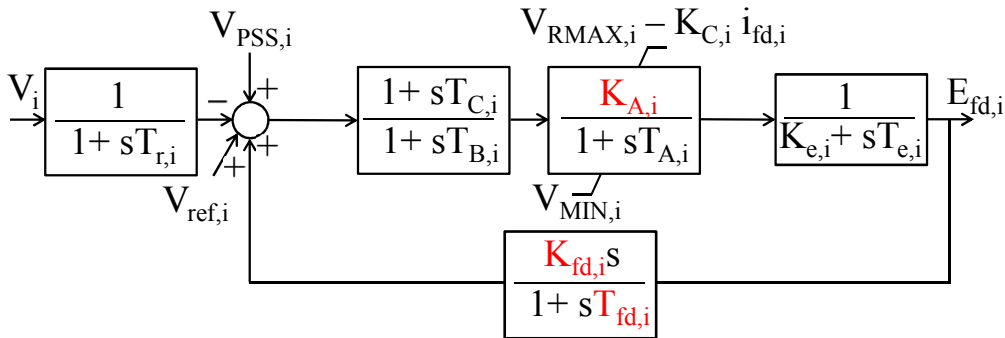 V_PSS,i
V_RMAX,i – K_C,i i_fd,i
V_i
1
1+ sT_r,i
–
+
+
+
V_ref,i
1+ sT_C,i
1+ sT_B,i
K_A,i
1+ sT_A,i
V_MIN,i
1
K_e,i+ sT_e,i
E_fd,i
K_fd,i s
1+ sT_fd,i